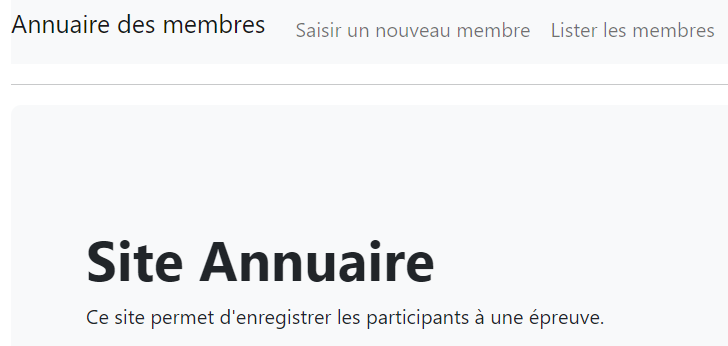 Annuaire des membres Saisir un nouveau membre Lister les membres
Site Annuaire
Ce site permet d'enregistrer les participants à une épreuve.